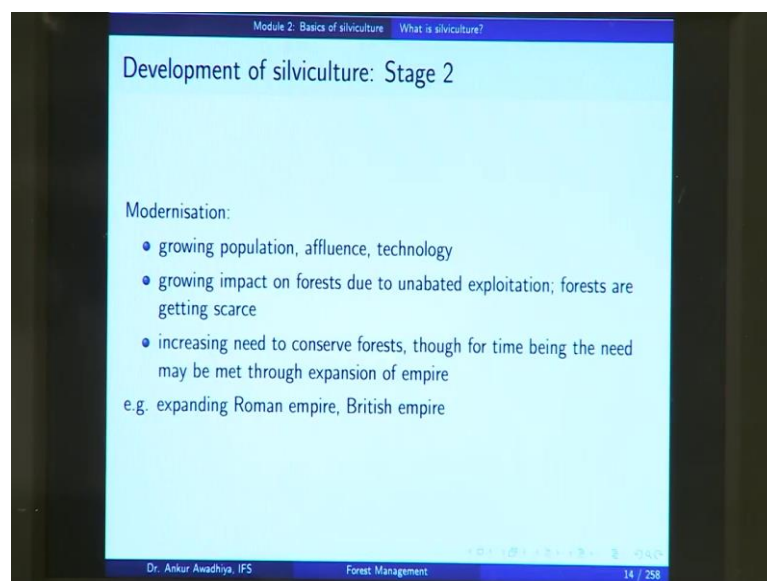 Module 2: Basics of silviculture What is silviculture?
Development of silviculture: Stage 2
Modernisation:
growing population, affluence, technology
growing impact on forests due to unabated exploitation; forests are
getting scarce
increasing need to conserve forests, though for time being the need
may be met through expansion of empire
e.g. expanding Roman empire, British empire
Dr. Ankur Awadhiya, IFS Forest Management 14 / 258